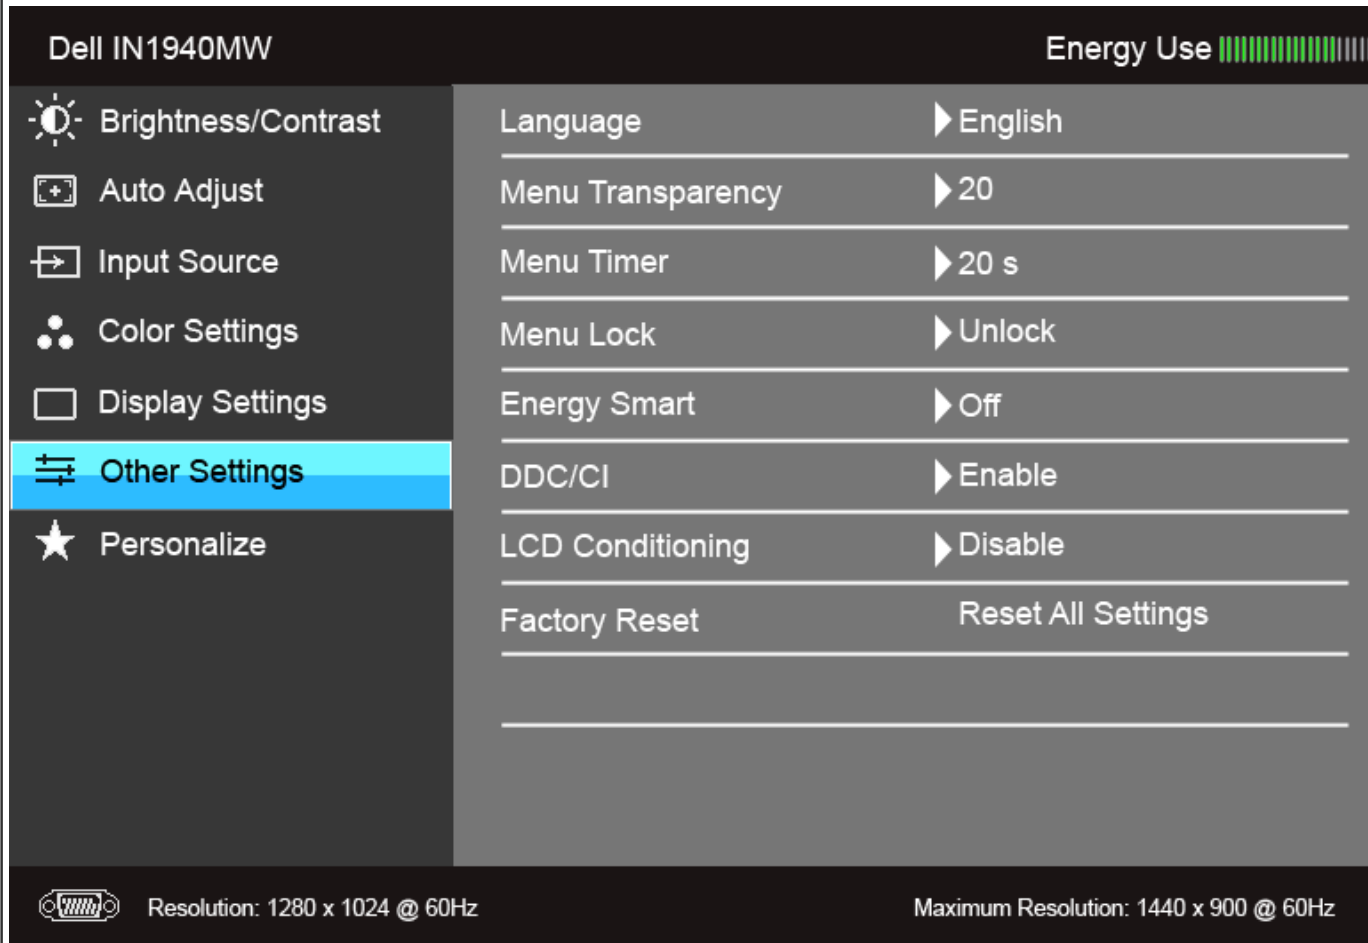 Dell IN1940MW
Energy Use
Brightness/Contrast
Auto Adjust
Input Source
Color Settings
Display Settings
Other Settings
Personalize
Language English
Menu Transparency 20
Menu Timer 20 s
Menu Lock Unlock
Energy Smart Off
DDC/CI Enable
LCD Conditioning Disable
Factory Reset Reset All Settings
Resolution: 1280 x 1024 @ 60Hz
Maximum Resolution: 1440 x 900 @ 60Hz